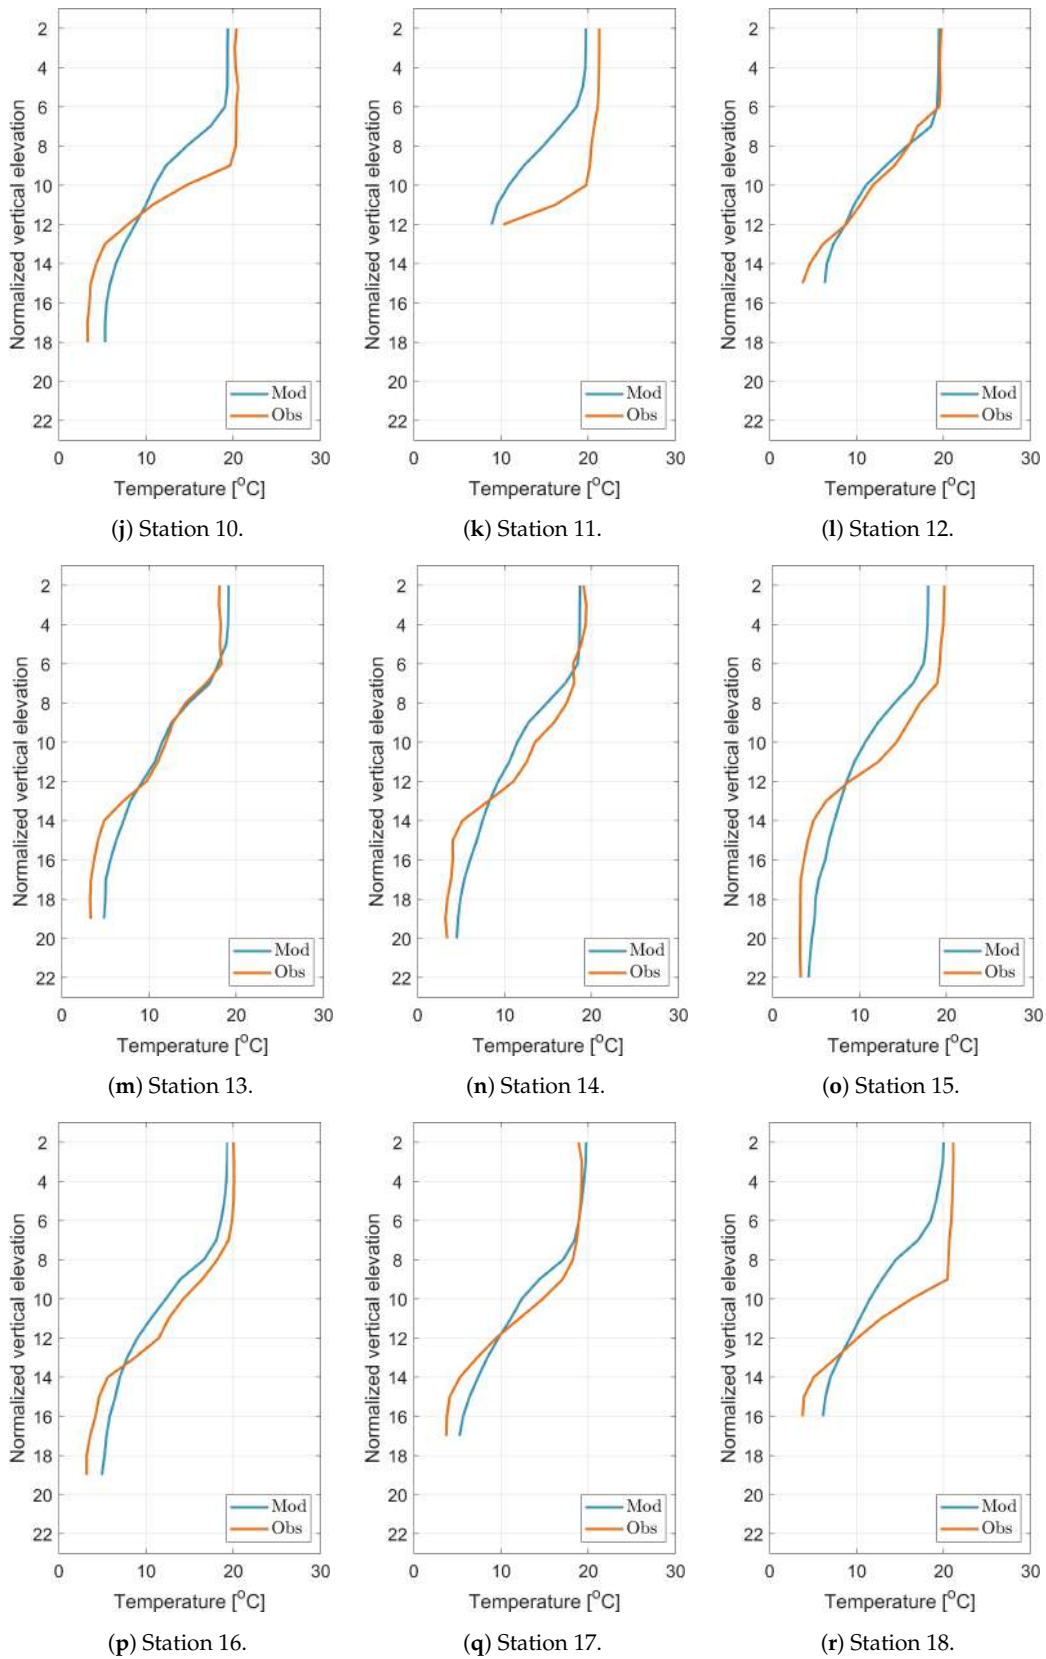 2
4
6
8
10
12
14
16
18
20
22
Normalized vertical elevation
Mod
Obs
0 10 20 30
Temperature [°C]
(j) Station 10.
2
4
6
8
10
12
14
16
18
20
22
Normalized vertical elevation
Mod
Obs
0 10 20 30
Temperature [°C]
(k) Station 11.
2
4
6
8
10
12
14
16
18
20
22
Normalized vertical elevation
Mod
Obs
0 10 20 30
Temperature [°C]
(l) Station 12.
2
4
6
8
10
12
14
16
18
20
22
Normalized vertical elevation
Mod
Obs
0 10 20 30
Temperature [°C]
(m) Station 13.
2
4
6
8
10
12
14
16
18
20
22
Normalized vertical elevation
Mod
Obs
0 10 20 30
Temperature [°C]
(n) Station 14.
2
4
6
8
10
12
14
16
18
20
22
Normalized vertical elevation
Mod
Obs
0 10 20 30
Temperature [°C]
(o) Station 15.
2
4
6
8
10
12
14
16
18
20
22
Normalized vertical elevation
Mod
Obs
0 10 20 30
Temperature [°C]
(p) Station 16.
2
4
6
8
10
12
14
16
18
20
22
Normalized vertical elevation
Mod
Obs
0 10 20 30
Temperature [°C]
(q) Station 17.
2
4
6
8
10
12
14
16
18
20
22
Normalized vertical elevation
Mod
Obs
0 10 20 30
Temperature [°C]
(r) Station 18.